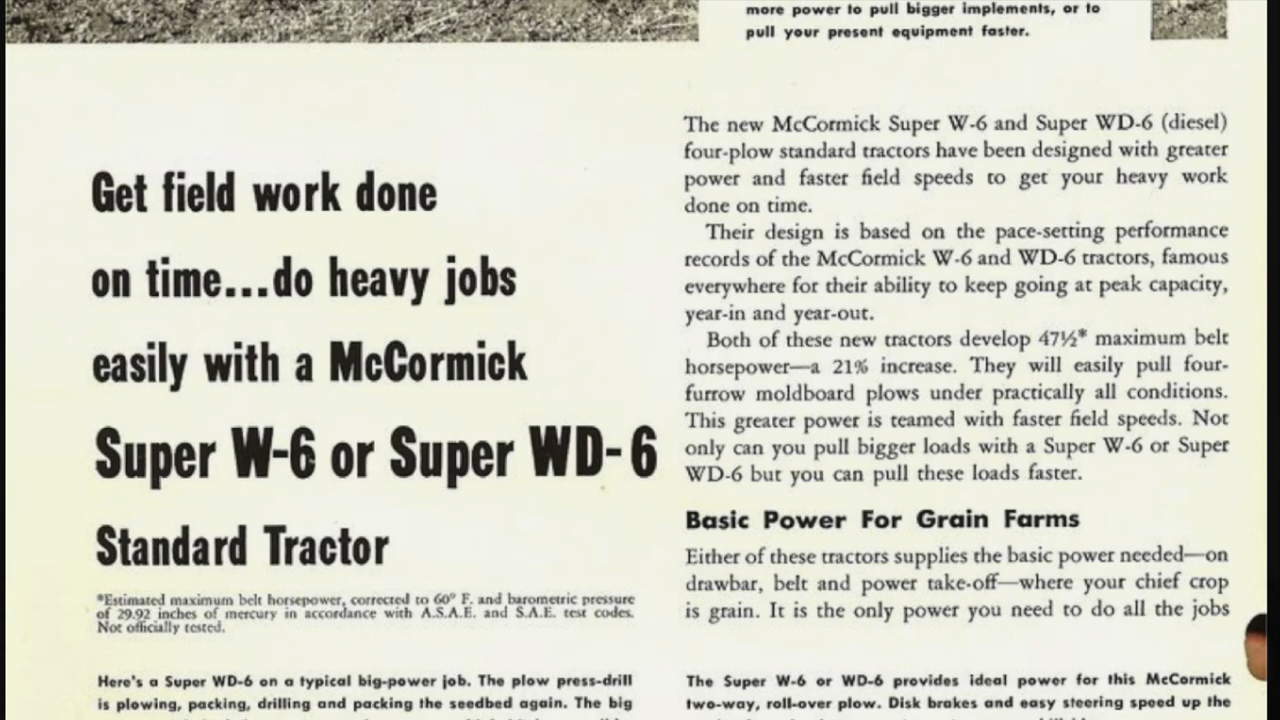 more power to pull bigger implements, or to
pull your present equipment faster.
Get field work done
on time...do heavy jobs
easily with a McCormick
Super W-6 or Super WD-6
Standard Tractor
*Estimated maximum belt horsepower, corrected to 60° F. and barometric pressure
of 29.92 inches of mercury in accordance with A.S.A.E. and S.A.E. test codes.
Not officially tested.
The new McCormick Super W-6 and Super WD-6 (diesel)
four-plow standard tractors have been designed with greater
power and faster field speeds to get your heavy work
done on time.
Their design is based on the pace-setting performance
records of the McCormick W-6 and WD-6 tractors, famous
everywhere for their ability to keep going at peak capacity,
year-in and year-out.
Both of these new tractors develop 47½* maximum belt
horsepower—a 21% increase. They will easily pull four-
furrow moldboard plows under practically all conditions.
This greater power is teamed with faster field speeds. Not
only can you pull bigger loads with a Super W-6 or Super
WD-6 but you can pull these loads faster.
Basic Power For Grain Farms
Either of these tractors supplies the basic power needed—on
drawbar, belt and power take-off—where your chief crop
is grain. It is the only power you need to do all the jobs
Here's a Super WD-6 on a typical big-power job. The plow press-drill
is plowing, packing, drilling and packing the seedbed again. The big
The Super W-6 or WD-6 provides ideal power for this McCormick
two-way, roll-over plow. Disk brakes and easy steering speed up the